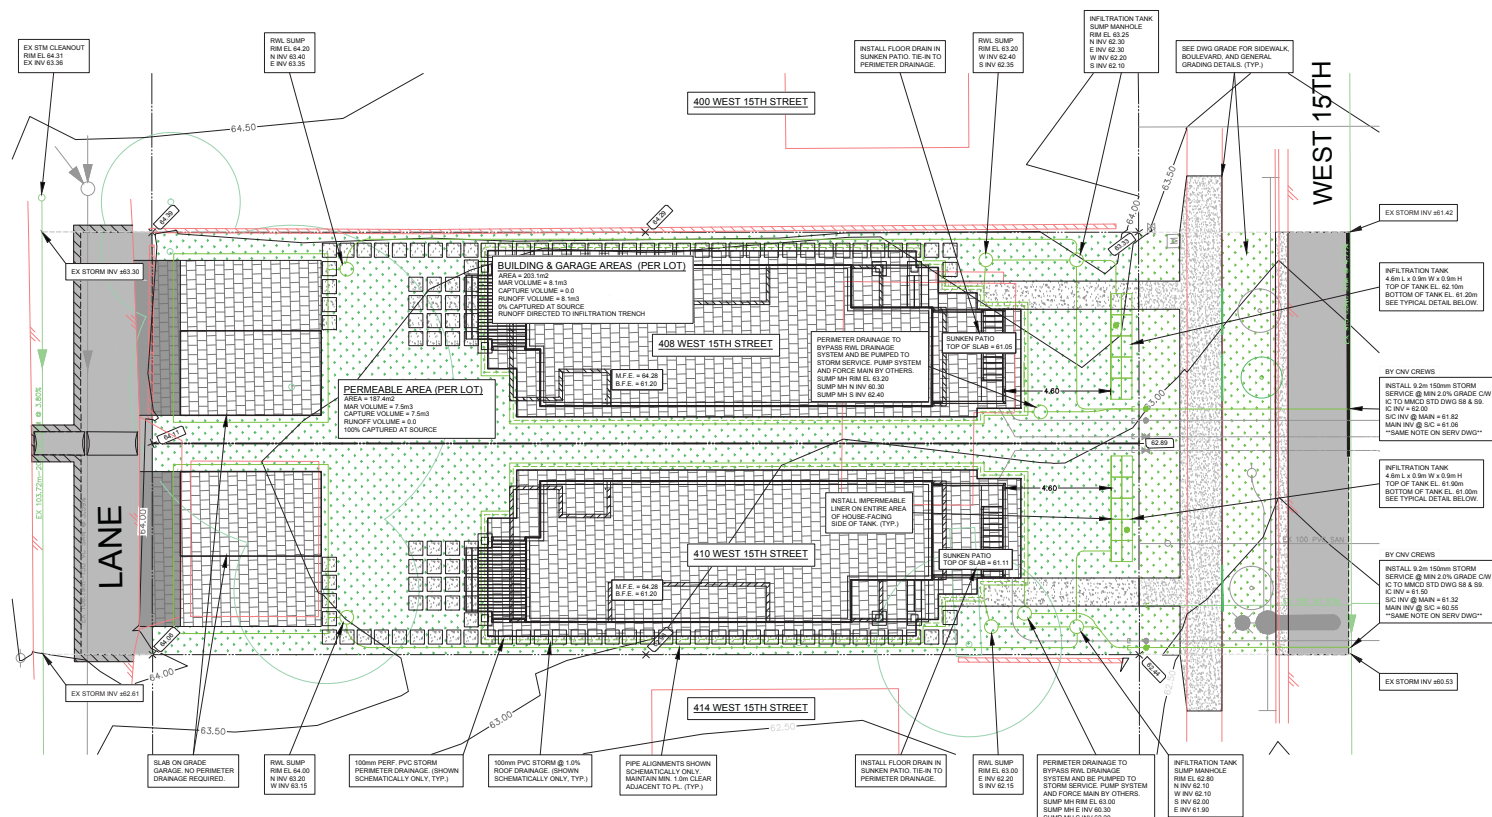 EX STM CLEANOUT
RIM EL 64.31
EX INV 63.36
RWL SUMP
RIM EL 64.20
N INV 63.40
E INV 63.35
400 WEST 15TH STREET
INSTALL FLOOR DRAIN IN
SUNKEN PATIO. TIE-IN TO
PERIMETER DRAINAGE.
RWL SUMP
RIM EL 63.20
W INV 62.40
S INV 62.35
INFILTRATION TANK
SUMP MANHOLE
RIM EL 63.25
N INV 62.30
E INV 62.30
W INV 62.20
S INV 62.10
SEE DWG GRADE FOR SIDEWALK,
BOULEVARD, AND GENERAL
GRADING DETAILS. (TYP.)
WEST 15TH
64.50
63.50
64.00
64.39
64.29
63.33
EX STORM INV ±61.42
EX STORM INV ±63.30
BUILDING & GARAGE AREAS (PER LOT)
AREA = 203.1m2
MAR VOLUME = 8.1m3
CAPTURE VOLUME = 0.0
RUNOFF VOLUME = 8.1m3
0% CAPTURED AT SOURCE
RUNOFF DIRECTED TO INFILTRATION TRENCH
INFILTRATION TANK
4.6m L x 0.9m W x 0.9m H
TOP OF TANK EL. 62.10m
BOTTOM OF TANK EL. 61.20m
SEE TYPICAL DETAIL BELOW.
408 WEST 15TH STREET
PERIMETER DRAINAGE TO
BYPASS RWL DRAINAGE
SYSTEM AND BE PUMPED TO
STORM SERVICE. PUMP SYSTEM
AND FORCE MAIN BY OTHERS.
SUMP MH RIM EL 63.20
SUMP MH N INV 60.30
SUMP MH S INV 62.40
SUNKEN PATIO
TOP OF SLAB = 61.05
M.F.E. = 64.28
B.F.E. = 61.20
PERMEABLE AREA (PER LOT)
AREA = 187.4m2
MAR VOLUME = 7.5m3
CAPTURE VOLUME = 7.5m3
RUNOFF VOLUME = 0.0
100% CAPTURED AT SOURCE
4.60
63.00
BY CNV CREWS
INSTALL 9.2m 150mm STORM
SERVICE @ MIN 2.0% GRADE C/W
IC TO MMCD STD DWG S8 & S9.
IC INV = 62.00
S/C INV @ MAIN = 61.82
MAIN INV @ S/C = 61.06
**SAME NOTE ON SERV DWG**
64.11
62.89
LANE
64.00
INFILTRATION TANK
4.6m L x 0.9m W x 0.9m H
TOP OF TANK EL. 61.90m
BOTTOM OF TANK EL. 61.00m
SEE TYPICAL DETAIL BELOW.
4.60
INSTALL IMPERMEABLE
LINER ON ENTIRE AREA
OF HOUSE-FACING
SIDE OF TANK. (TYP.)
410 WEST 15TH STREET
SUNKEN PATIO
TOP OF SLAB = 61.11
M.F.E. = 64.28
B.F.E. = 61.20
EX 100 PVC SAN
BY CNV CREWS
INSTALL 9.2m 150mm STORM
SERVICE @ MIN 2.0% GRADE C/W
IC TO MMCD STD DWG S8 & S9.
IC INV = 61.50
S/C INV @ MAIN = 61.32
MAIN INV @ S/C = 60.55
**SAME NOTE ON SERV DWG**
64.06
62.44
64.00
EX STORM INV ±62.61
EX STORM INV ±60.53
63.50
63.00
414 WEST 15TH STREET
62.50
SLAB ON GRADE
GARAGE. NO PERIMETER
DRAINAGE REQUIRED.
RWL SUMP
RIM EL 64.00
N INV 63.20
W INV 63.15
100mm PERF. PVC STORM
PERIMETER DRAINAGE. (SHOWN
SCHEMATICALLY ONLY, TYP.)
100mm PVC STORM @ 1.0%
ROOF DRAINAGE. (SHOWN
SCHEMATICALLY ONLY, TYP.)
PIPE ALIGNMENTS SHOWN
SCHEMATICALLY ONLY.
MAINTAIN MIN. 1.0m CLEAR
ADJACENT TO PL. (TYP.)
INSTALL FLOOR DRAIN IN
SUNKEN PATIO. TIE-IN TO
PERIMETER DRAINAGE.
RWL SUMP
RIM EL 63.00
E INV 62.20
S INV 62.15
PERIMETER DRAINAGE TO
BYPASS RWL DRAINAGE
SYSTEM AND BE PUMPED TO
STORM SERVICE. PUMP SYSTEM
AND FORCE MAIN BY OTHERS.
SUMP MH RIM EL 63.00
SUMP MH E INV 60.30
INFILTRATION TANK
SUMP MANHOLE
RIM EL 62.80
N INV 62.10
W INV 62.10
S INV 62.00
E INV 61.90